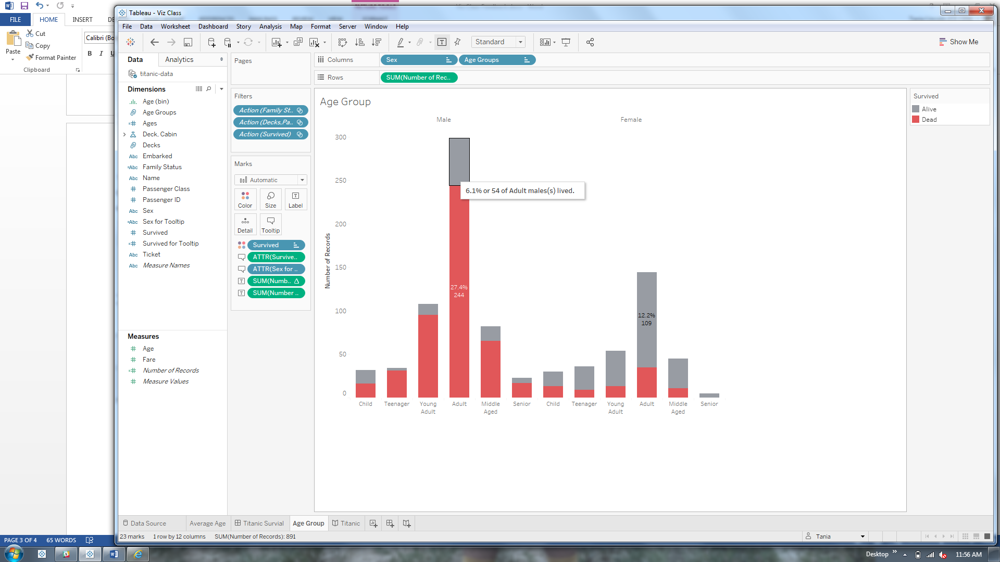 FILE
HOME
INSERT
DE
Cut
Copy
Format Painter
Paste
Clipboard
Calibri (Bo
B I U
Tableau - Viz Class
File Data Worksheet Dashboard Story Analysis Map Format Server Window Help
Standard
Show Me
Data
Analytics
titanic-data
Dimensions
Age (bin)
Age Groups
Ages
Deck, Cabin
Decks
Abc Embarked
=Abc Family Status
Abc Name
Passenger Class
Passenger ID
Abc Sex
=Abc Sex for Tooltip
Survived
Survived for Tooltip
Abc Ticket
Abc Measure Names
Measures
Age
Fare
Number of Records
Measure Values
Pages
Filters
Action (Family St..
Action (Decks,Pa..
Action (Survived)
Marks
Automatic
Color
Size
Label
Detail
Tooltip
Survived
ATTR(Survive..
ATTR(Sex for ..
SUM(Numb.. Δ
SUM(Number ..
Columns
Sex
Age Groups
Rows
SUM(Number of Rec..
Age Group
Male
Female
300
250
200
150
100
50
0
Number of Records
6.1% or 54 of Adult males(s) lived.
27.4%
244
12.2%
109
Child
Teenager
Young
Adult
Adult
Middle
Aged
Senior
Child
Teenager
Young
Adult
Adult
Middle
Aged
Senior
Survived
Alive
Dead
Data Source
Average Age
Titanic Survial
Age Group
Titanic
23 marks
1 row by 12 columns
SUM(Number of Records): 891
Tania
PAGE 3 OF 4
65 WORDS
Desktop
11:56 AM